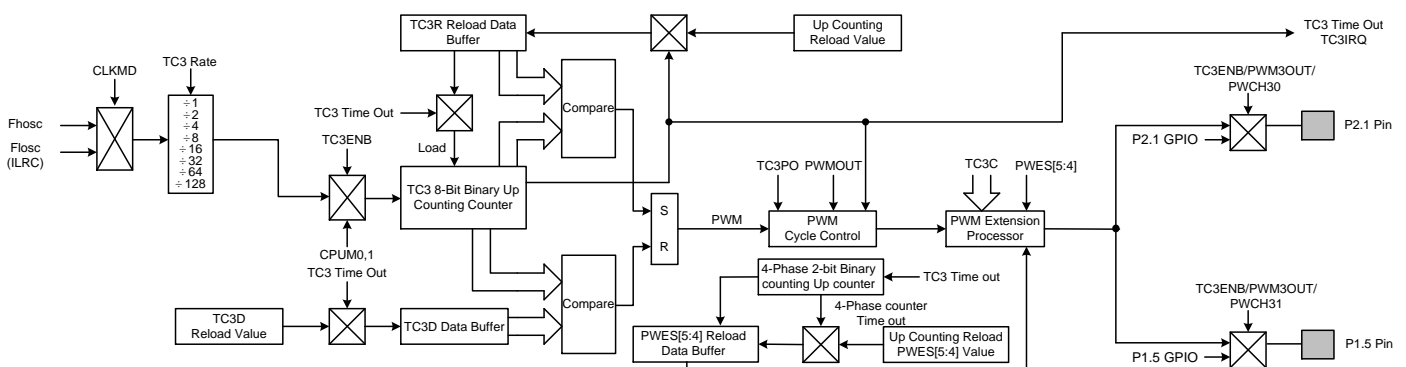 TC3R Reload Data
Buffer
Up Counting
Reload Value
TC3 Time Out
TC3IRQ
CLKMD
TC3 Rate
÷1
÷2
÷4
÷8
÷16
÷32
÷64
÷128
Fhosc
Flosc
(ILRC)
TC3 Time Out
Load
Compare
TC3ENB/PWM3OUT/
PWCH30
P2.1 Pin
P2.1 GPIO
TC3ENB
TC3 8-Bit Binary Up
Counting Counter
CPUM0,1
S
R
PWM
TC3PO
PWMOUT
PWM
Cycle Control
TC3C
PWES[5:4]
PWM Extension
Processor
TC3 Time Out
TC3D
Reload Value
TC3D Data Buffer
Compare
4-Phase 2-bit Binary
counting Up counter
TC3 Time out
4-Phase counter
Time out
PWES[5:4] Reload
Data Buffer
Up Counting Reload
PWES[5:4] Value
TC3ENB/PWM3OUT/
PWCH31
P1.5 Pin
P1.5 GPIO